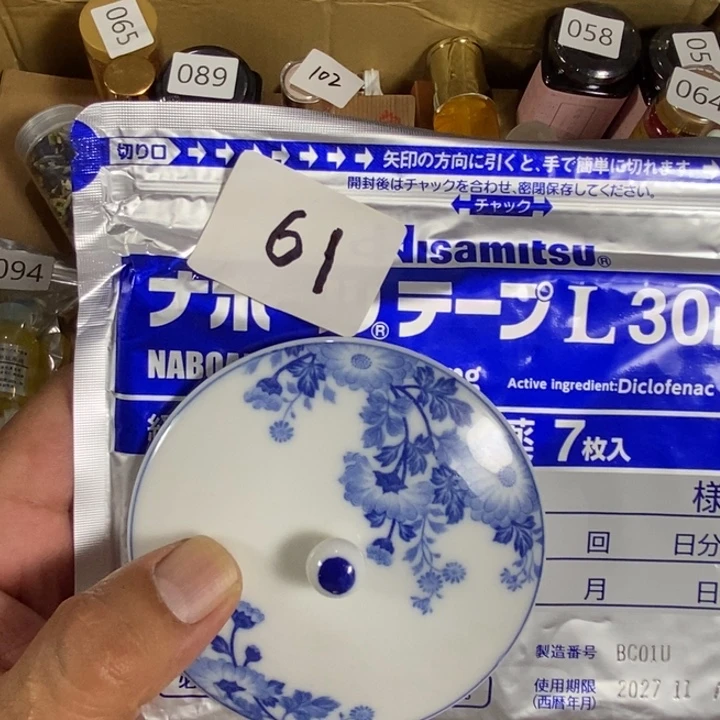 065
089
102
058
064
094
61
切り口
矢印の方向に引くと、手で簡単に切れます。
開封後はチャックを合わせ、密閉保存してください。
チャック
Hisamitsu®
® テープL 30
Active ingredient:Diclofenac
7枚入
様
回 日分
月 日
製造番号 BC01U
使用期限 2027 11
(西暦年月)